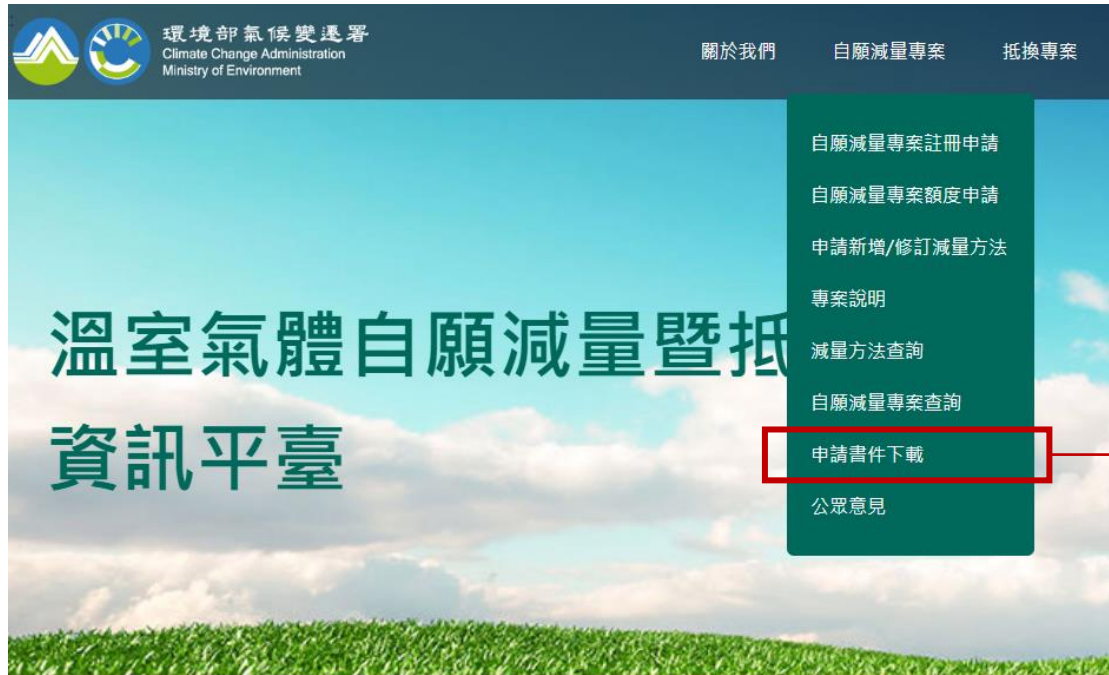 環境部氣候變遷署
Climate Change Administration
Ministry of Environment
關於我們 自願減量專案 抵換專案
自願減量專案註冊申請
自願減量專案額度申請
申請新增/修訂減量方法
專案說明
減量方法查詢
自願減量專案查詢
申請書件下載
公眾意見
溫室氣體自願減量暨抵
資訊平臺